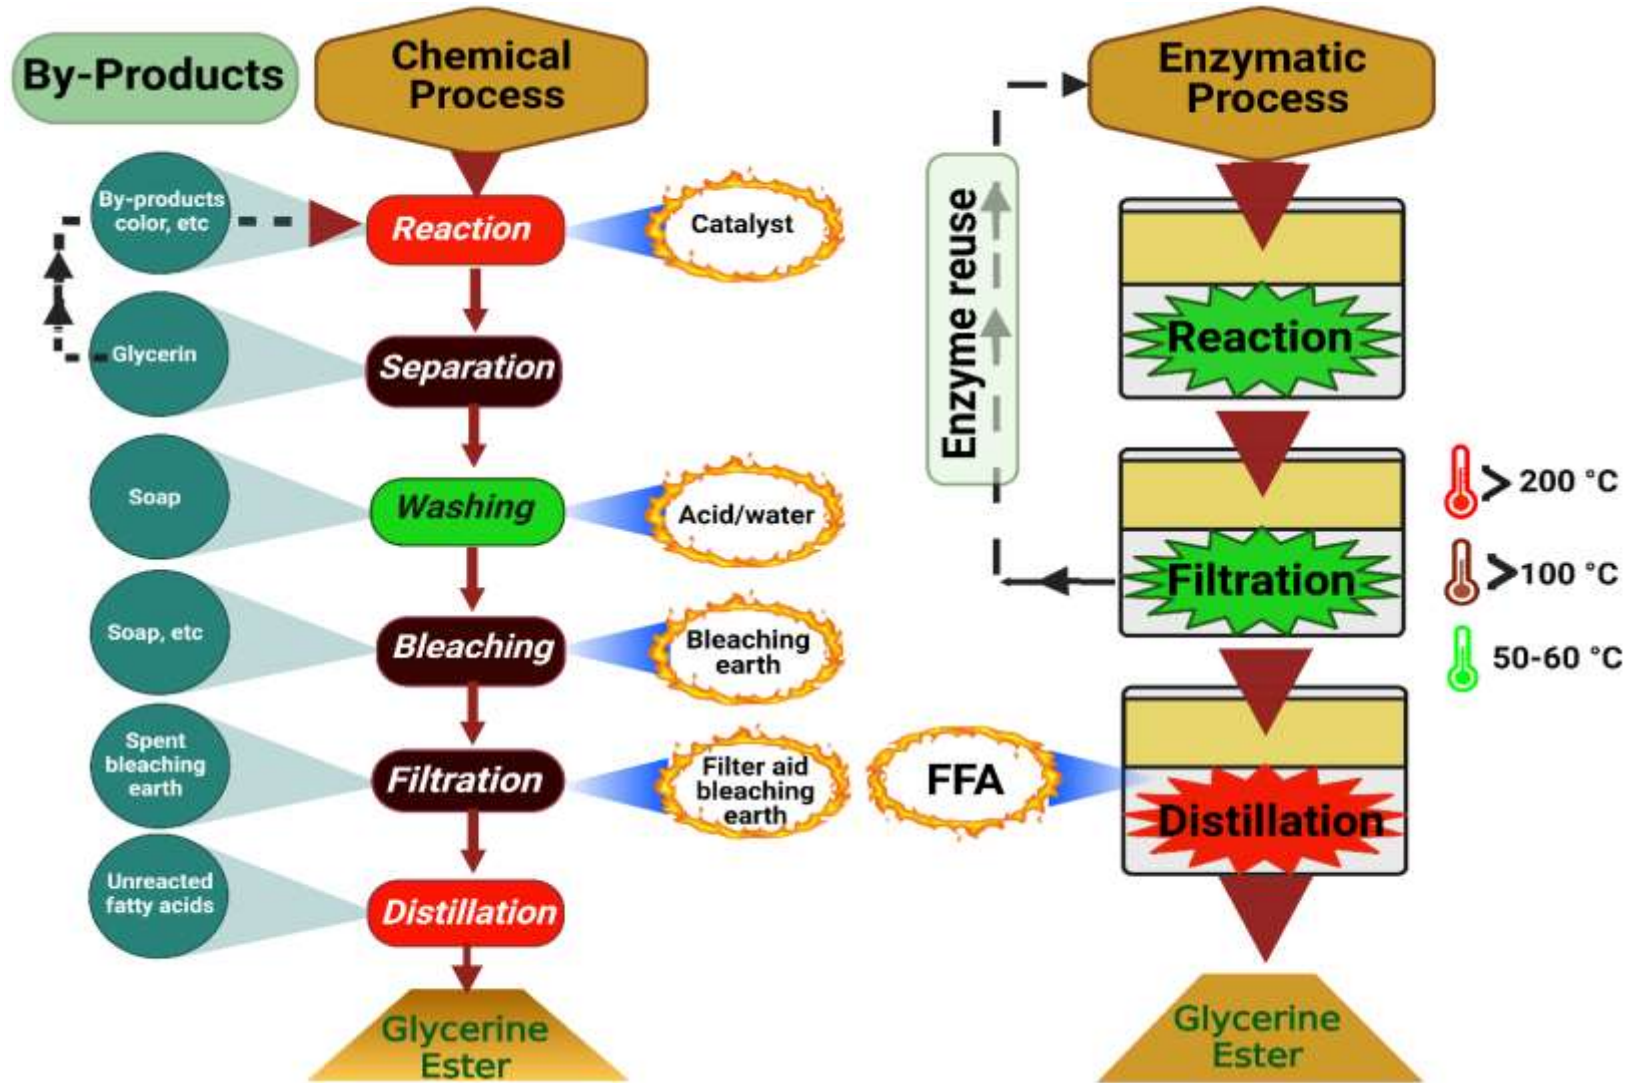 By-Products
Chemical
Process
By-products
color, etc
Reaction
Catalyst
Glycerin
Separation
Soap
Washing
Acid/water
Soap, etc
Bleaching
Bleaching
earth
Spent
bleaching
earth
Filtration
Filter aid
bleaching
earth
Unreacted
fatty acids
Distillation
Glycerine
Ester
Enzymatic
Process
Enzyme reuse
Reaction
Filtration
> 200 °C
>100 °C
50-60 °C
FFA
Distillation
Glycerine
Ester